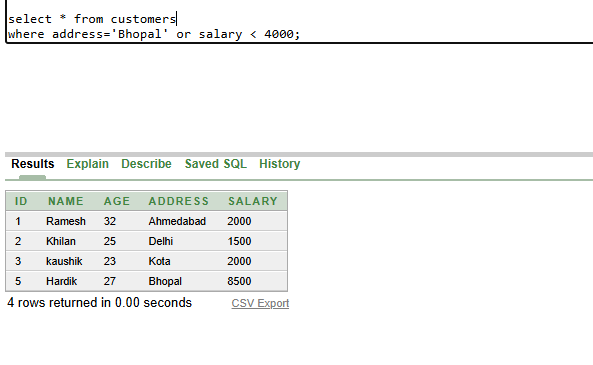 select * from customers
where address='Bhopal' or salary < 4000;
Results Explain Describe Saved SQL History
ID NAME AGE ADDRESS SALARY
1 Ramesh 32 Ahmedabad 2000
2 Khilan 25 Delhi 1500
3 kaushik 23 Kota 2000
5 Hardik 27 Bhopal 8500
4 rows returned in 0.00 seconds CSV Export